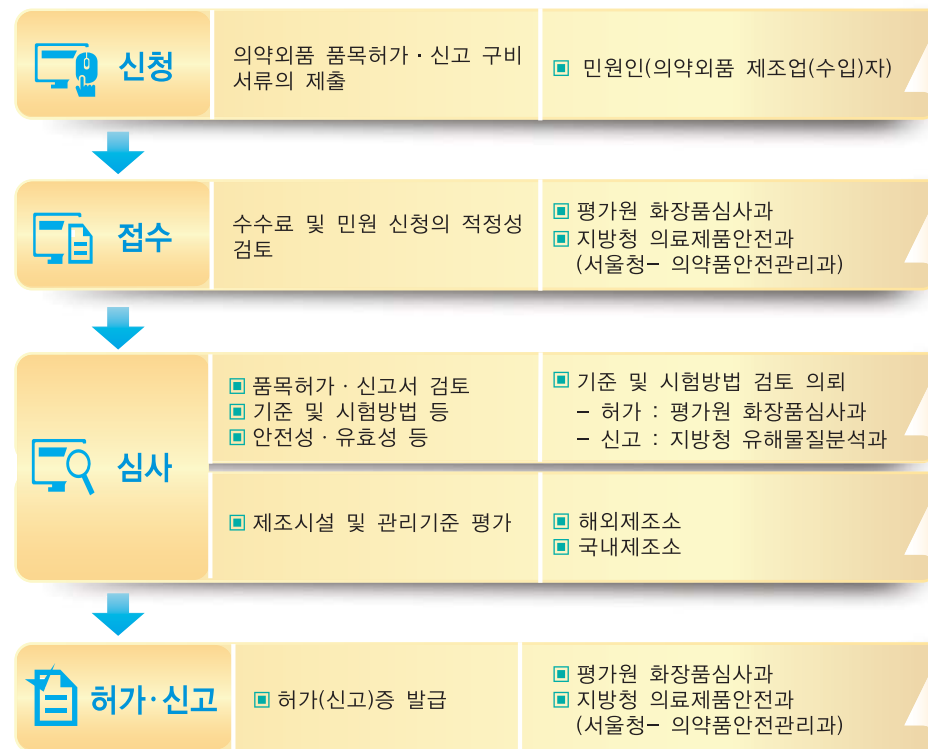 신청
의약외품 품목허가 · 신고 구비
서류의 제출
▣ 민원인(의약외품 제조업(수입)자)
접수
수수료 및 민원 신청의 적정성
검토
▣ 평가원 화장품심사과
▣ 지방청 의료제품안전과
(서울청– 의약품안전관리과)
심사
▣ 품목허가 · 신고서 검토
▣ 기준 및 시험방법 등
▣ 안전성 · 유효성 등
▣ 기준 및 시험방법 검토 의뢰
– 허가 : 평가원 화장품심사과
– 신고 : 지방청 유해물질분석과
▣ 제조시설 및 관리기준 평가
▣ 해외제조소
▣ 국내제조소
허가·신고
▣ 허가(신고)증 발급
▣ 평가원 화장품심사과
▣ 지방청 의료제품안전과
(서울청– 의약품안전관리과)